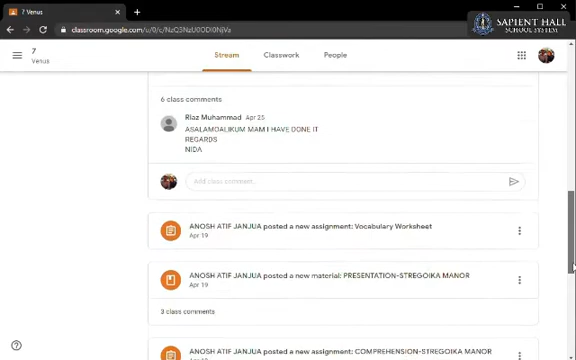 7 Venus
classroom.google.com/u/0/c/NzQ3NzU0ODI0NjVa
SAPIENT HALL
SCHOOL SYSTEM
7
Venus
Stream
Classwork
People
6 class comments
Riaz Muhammad Apr 25
ASALAMOALIKUM MAM I HAVE DONE IT
REGARDS
NIDA
Add class comment...
ANOSH ATIF JANJUA posted a new assignment: Vocabulary Worksheet
Apr 19
ANOSH ATIF JANJUA posted a new material: PRESENTATION-STREGOIKA MANOR
Apr 19
3 class comments
ANOSH ATIF JANJUA posted a new assignment: COMPREHENSION-STREGOIKA MANOR